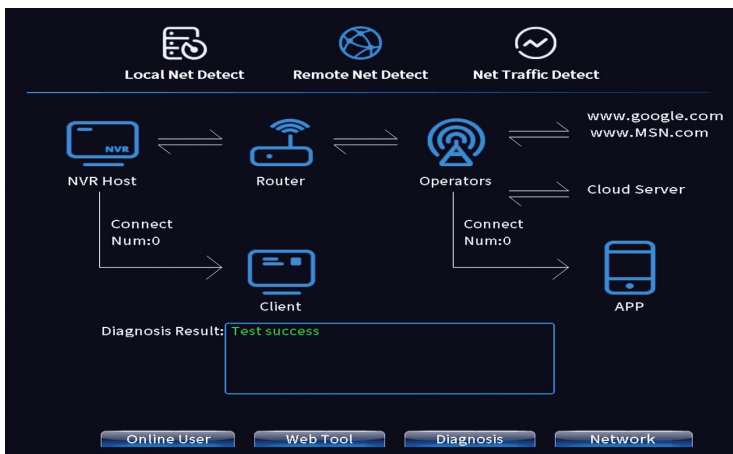 Local Net Detect
Remote Net Detect
Net Traffic Detect
www.google.com
www.MSN.com
NVR
NVR Host
Router
Operators
Cloud Server
Connect
Num:0
Connect
Num:0
Client
APP
Diagnosis Result:
Test success
Online User
Web Tool
Diagnosis
Network